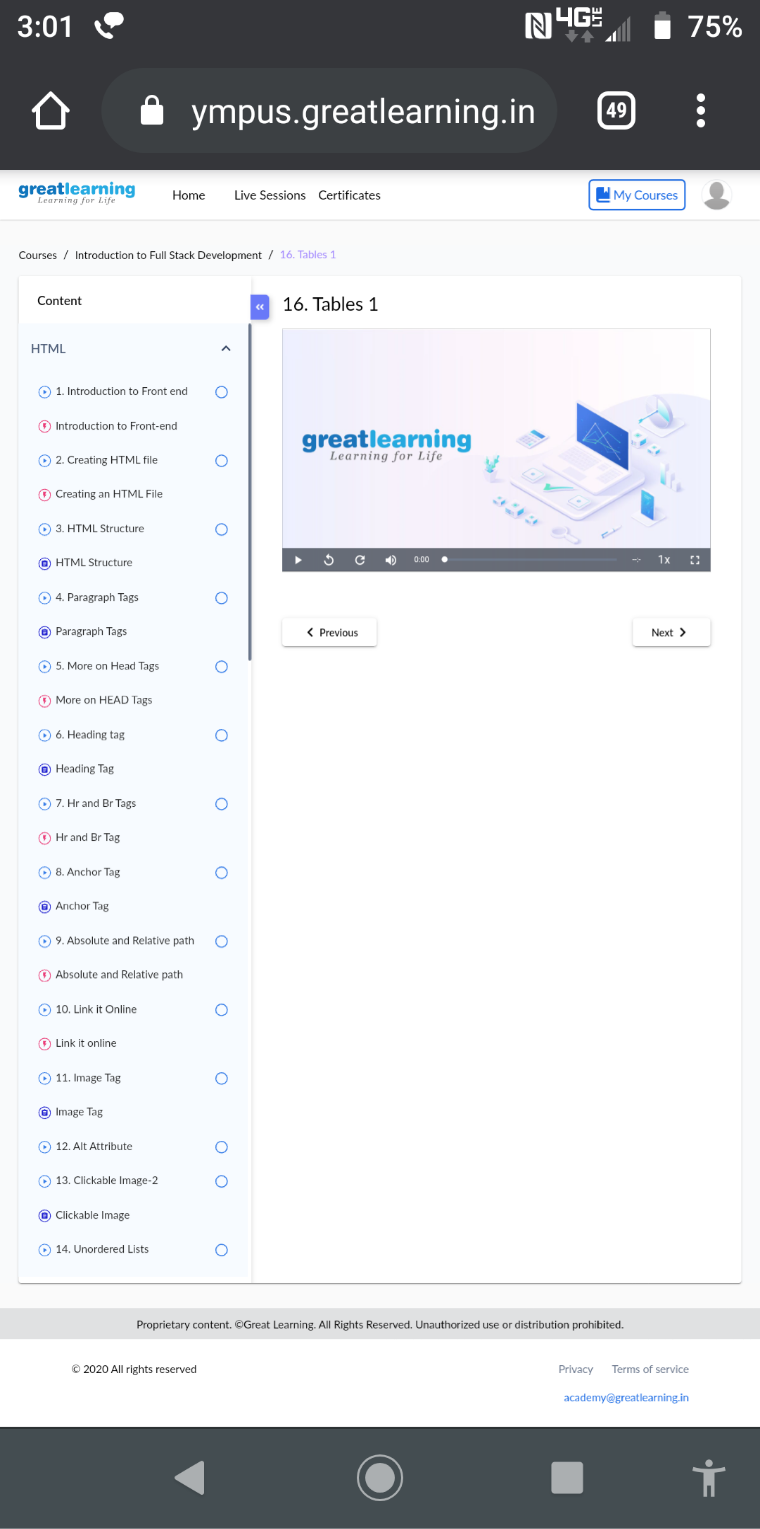 3:01 4G LTE 75%
ympus.greatlearning.in 49
greatlearning
Learning for Life
Home Live Sessions Certificates My Courses
Courses / Introduction to Full Stack Development / 16. Tables 1
Content
«
16. Tables 1
HTML
1. Introduction to Front end
Introduction to Front-end
2. Creating HTML file
Creating an HTML File
3. HTML Structure
HTML Structure
4. Paragraph Tags
Paragraph Tags
5. More on Head Tags
More on HEAD Tags
6. Heading tag
Heading Tag
7. Hr and Br Tags
Hr and Br Tag
8. Anchor Tag
Anchor Tag
9. Absolute and Relative path
Absolute and Relative path
10. Link it Online
Link it online
11. Image Tag
Image Tag
12. Alt Attribute
13. Clickable Image-2
Clickable Image
14. Unordered Lists
greatlearning
Learning for Life
0:00 -:- 1x
Previous Next
Proprietary content. ©Great Learning. All Rights Reserved. Unauthorized use or distribution prohibited.
© 2020 All rights reserved Privacy Terms of service
academy@greatlearning.in